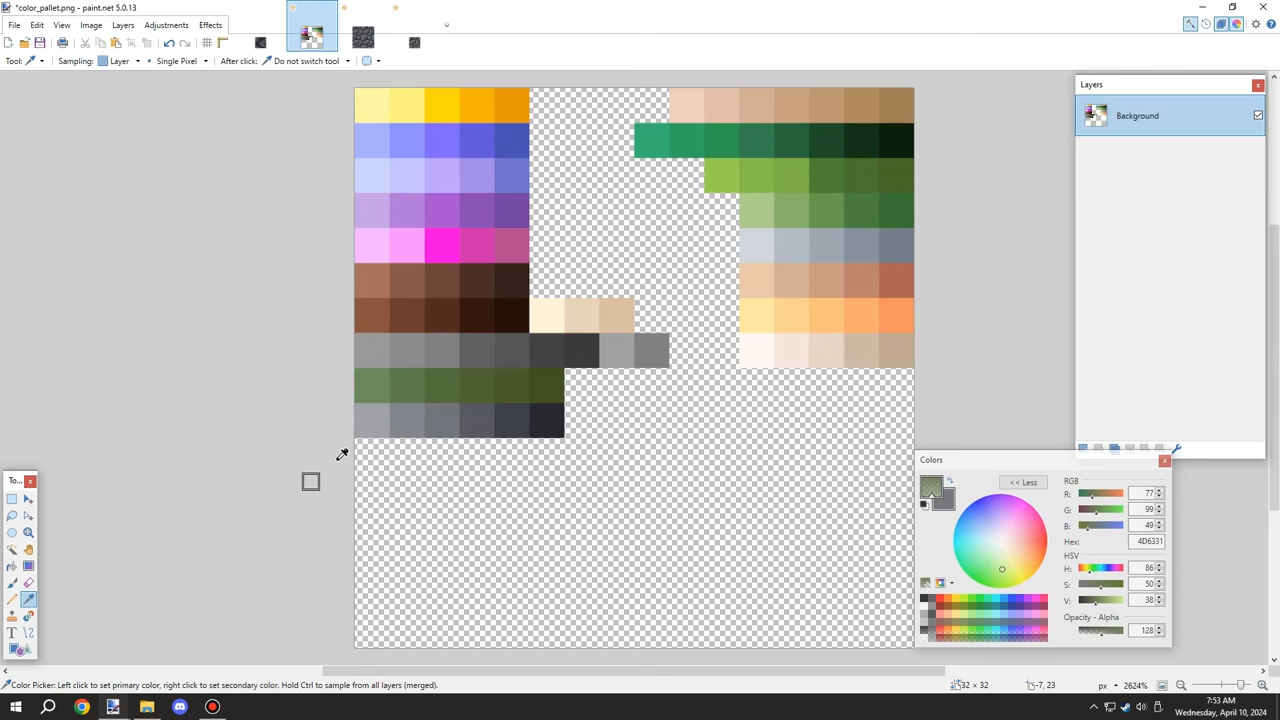 *color_pallet.png - paint.net 5.0.13
File Edit View Image Layers Adjustments Effects
Tool: Sampling: Layer Single Pixel After click: Do not switch tool
Layers
Background
To...
Colors
<< Less
RGB
R: 77
G: 99
B: 49
Hex: 4D6331
HSV
H: 86
S: 50
V: 38
Opacity - Alpha
128
Color Picker: Left click to set primary color, right click to set secondary color. Hold Ctrl to sample from all layers (merged).
32 × 32
-7, 23
px
2624%
7:53 AM
Wednesday, April 10, 2024